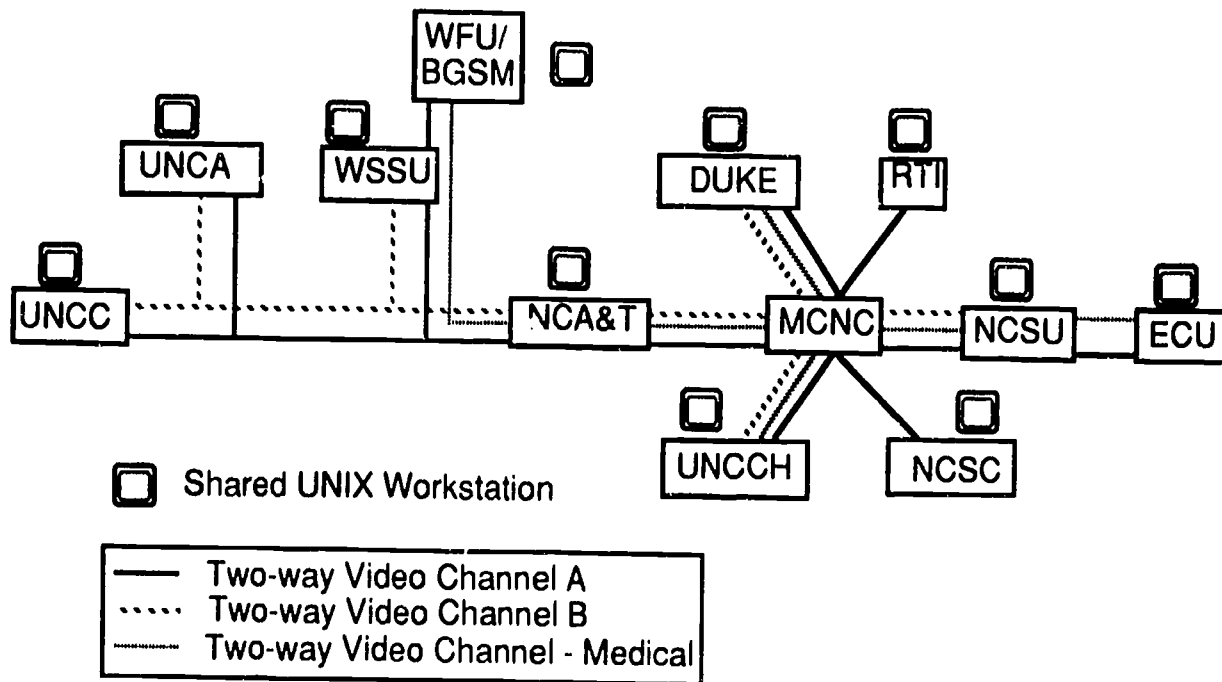 WFU/
BGSM
UNCA
WSSU
DUKE
RTI
UNCC
NCA&T
MCNC
NCSU
ECU
UNCCH
NCSC
Shared UNIX Workstation
Two-way Video Channel A
Two-way Video Channel B
Two-way Video Channel - Medical